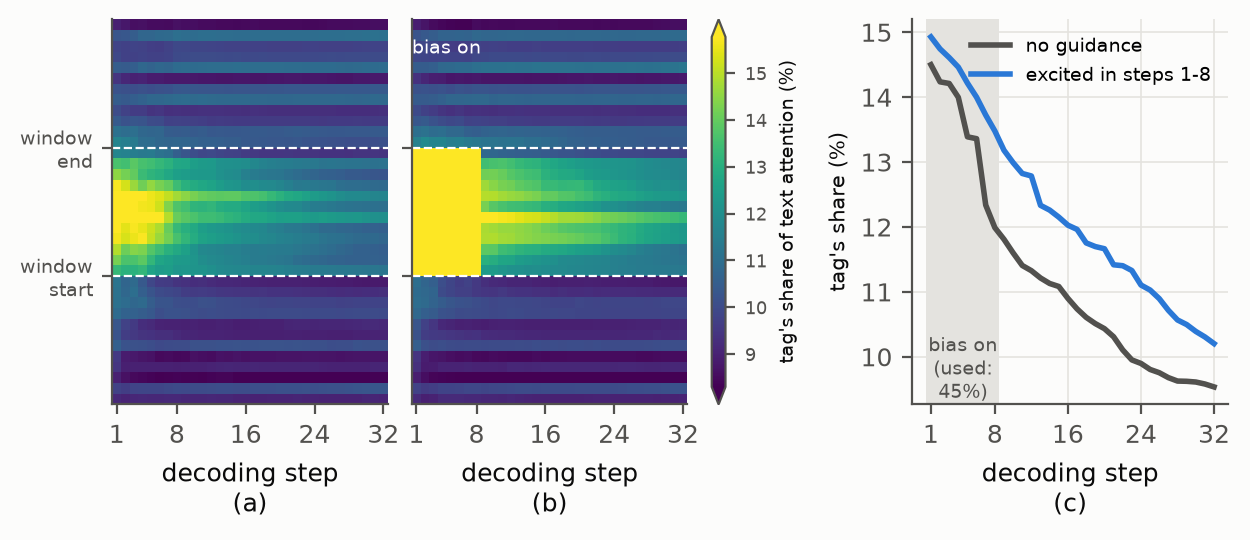 bias on
window
end
window
start
1 8 16 24 32
decoding step
(a)
1 8 16 24 32
decoding step
(b)
15
14
13
12
11
10
9
tag's share of text attention (%)
no guidance
excited in steps 1-8
15
14
13
12
11
10
tag's share (%)
bias on
(used:
45%)
1 8 16 24 32
decoding step
(c)